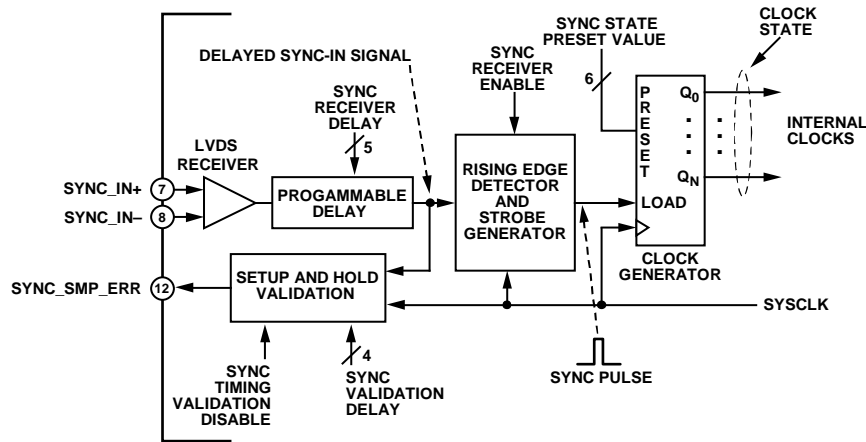 SYNC STATE
PRESET VALUE
CLOCK
STATE
DELAYED SYNC-IN SIGNAL
SYNC
RECEIVER
ENABLE
SYNC
RECEIVER
DELAY
6
5
LVDS
RECEIVER
PRESET
Q0
QN
INTERNAL
CLOCKS
SYNC_IN+
7
SYNC_IN–
8
PROGAMMABLE
DELAY
RISING EDGE
DETECTOR
AND
STROBE
GENERATOR
LOAD
CLOCK
GENERATOR
SYNC_SMP_ERR
12
SETUP AND HOLD
VALIDATION
SYSCLK
4
SYNC
TIMING
VALIDATION
DISABLE
SYNC
VALIDATION
DELAY
SYNC PULSE